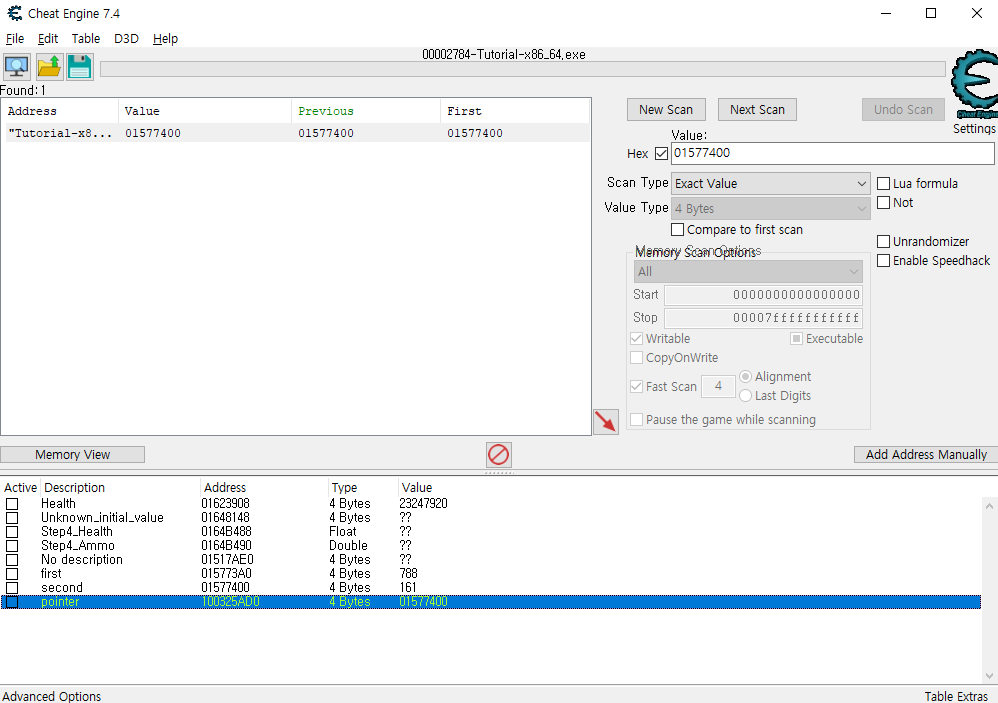 Cheat Engine 7.4
File Edit Table D3D Help
00002784-Tutorial-x86_64.exe
Found:1
Address Value Previous First
"Tutorial-x8... 01577400 01577400 01577400
New Scan Next Scan Undo Scan
Cheat Engine
Settings
Value:
Hex 01577400
Scan Type Exact Value
Lua formula
Value Type 4 Bytes
Not
Compare to first scan
Unrandomizer
Memory Scan Options
Enable Speedhack
All
Start 0000000000000000
Stop 00007fffffffffff
Writable Executable
CopyOnWrite
Fast Scan 4 Alignment
Last Digits
Pause the game while scanning
Memory View Add Address Manually
Active Description Address Type Value
Health 01623908 4 Bytes 23247920
Unknown_initial_value 01648148 4 Bytes ??
Step4_Health 0164B488 Float ??
Step4_Ammo 0164B490 Double ??
No description 01517AE0 4 Bytes ??
first 015773A0 4 Bytes 788
second 01577400 4 Bytes 161
pointer 100325AD0 4 Bytes 01577400
Advanced Options Table Extras